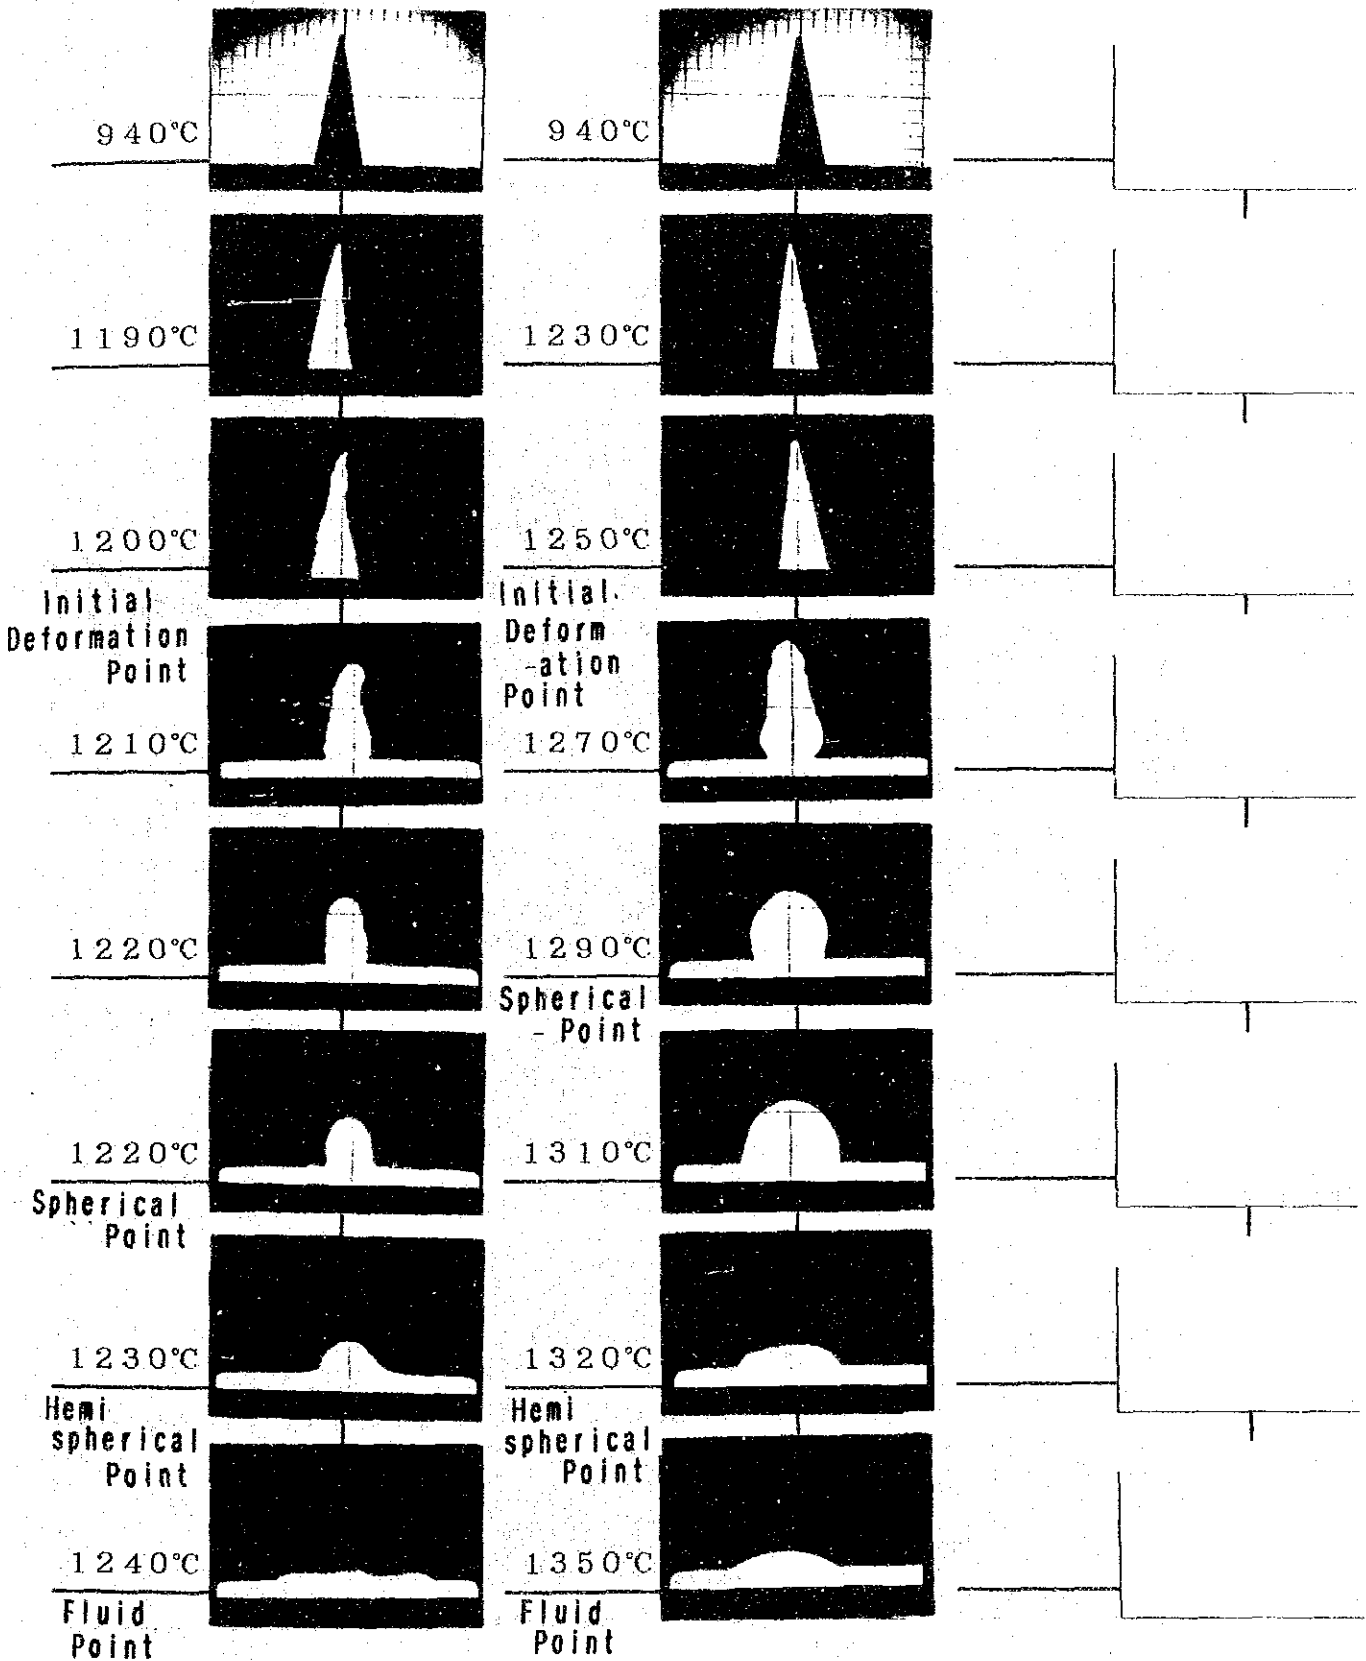 940℃
1190℃
1200℃
Initial
Deformation
Point
1210℃
1220℃
1220℃
Spherical
Point
1230℃
Hemi
spherical
Point
1240℃
Fluid
Point
940℃
1230℃
1250℃
Initial
Deform
-ation
Point
1270℃
1290℃
Spherical
- Point
1310℃
1320℃
Hemi
spherical
Point
1350℃
Fluid
Point